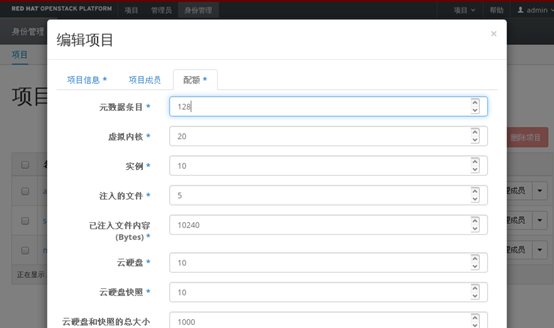 RED HAT OPENSTACK PLATFORM 项目 管理员 身份管理 项目 帮助 admin
身份管理
编辑项目 ×
项目
项目信息 * 项目成员 配额 *
项目
元数据条目 * 128
虚拟内核 * 20
删除项目
实例 * 10
注入的文件 * 5
成员
已注入文件内容
(Bytes) * 10240
成员
成员
云硬盘 * 10
正在显示
云硬盘快照 * 10
云硬盘和快照的总大小 1000